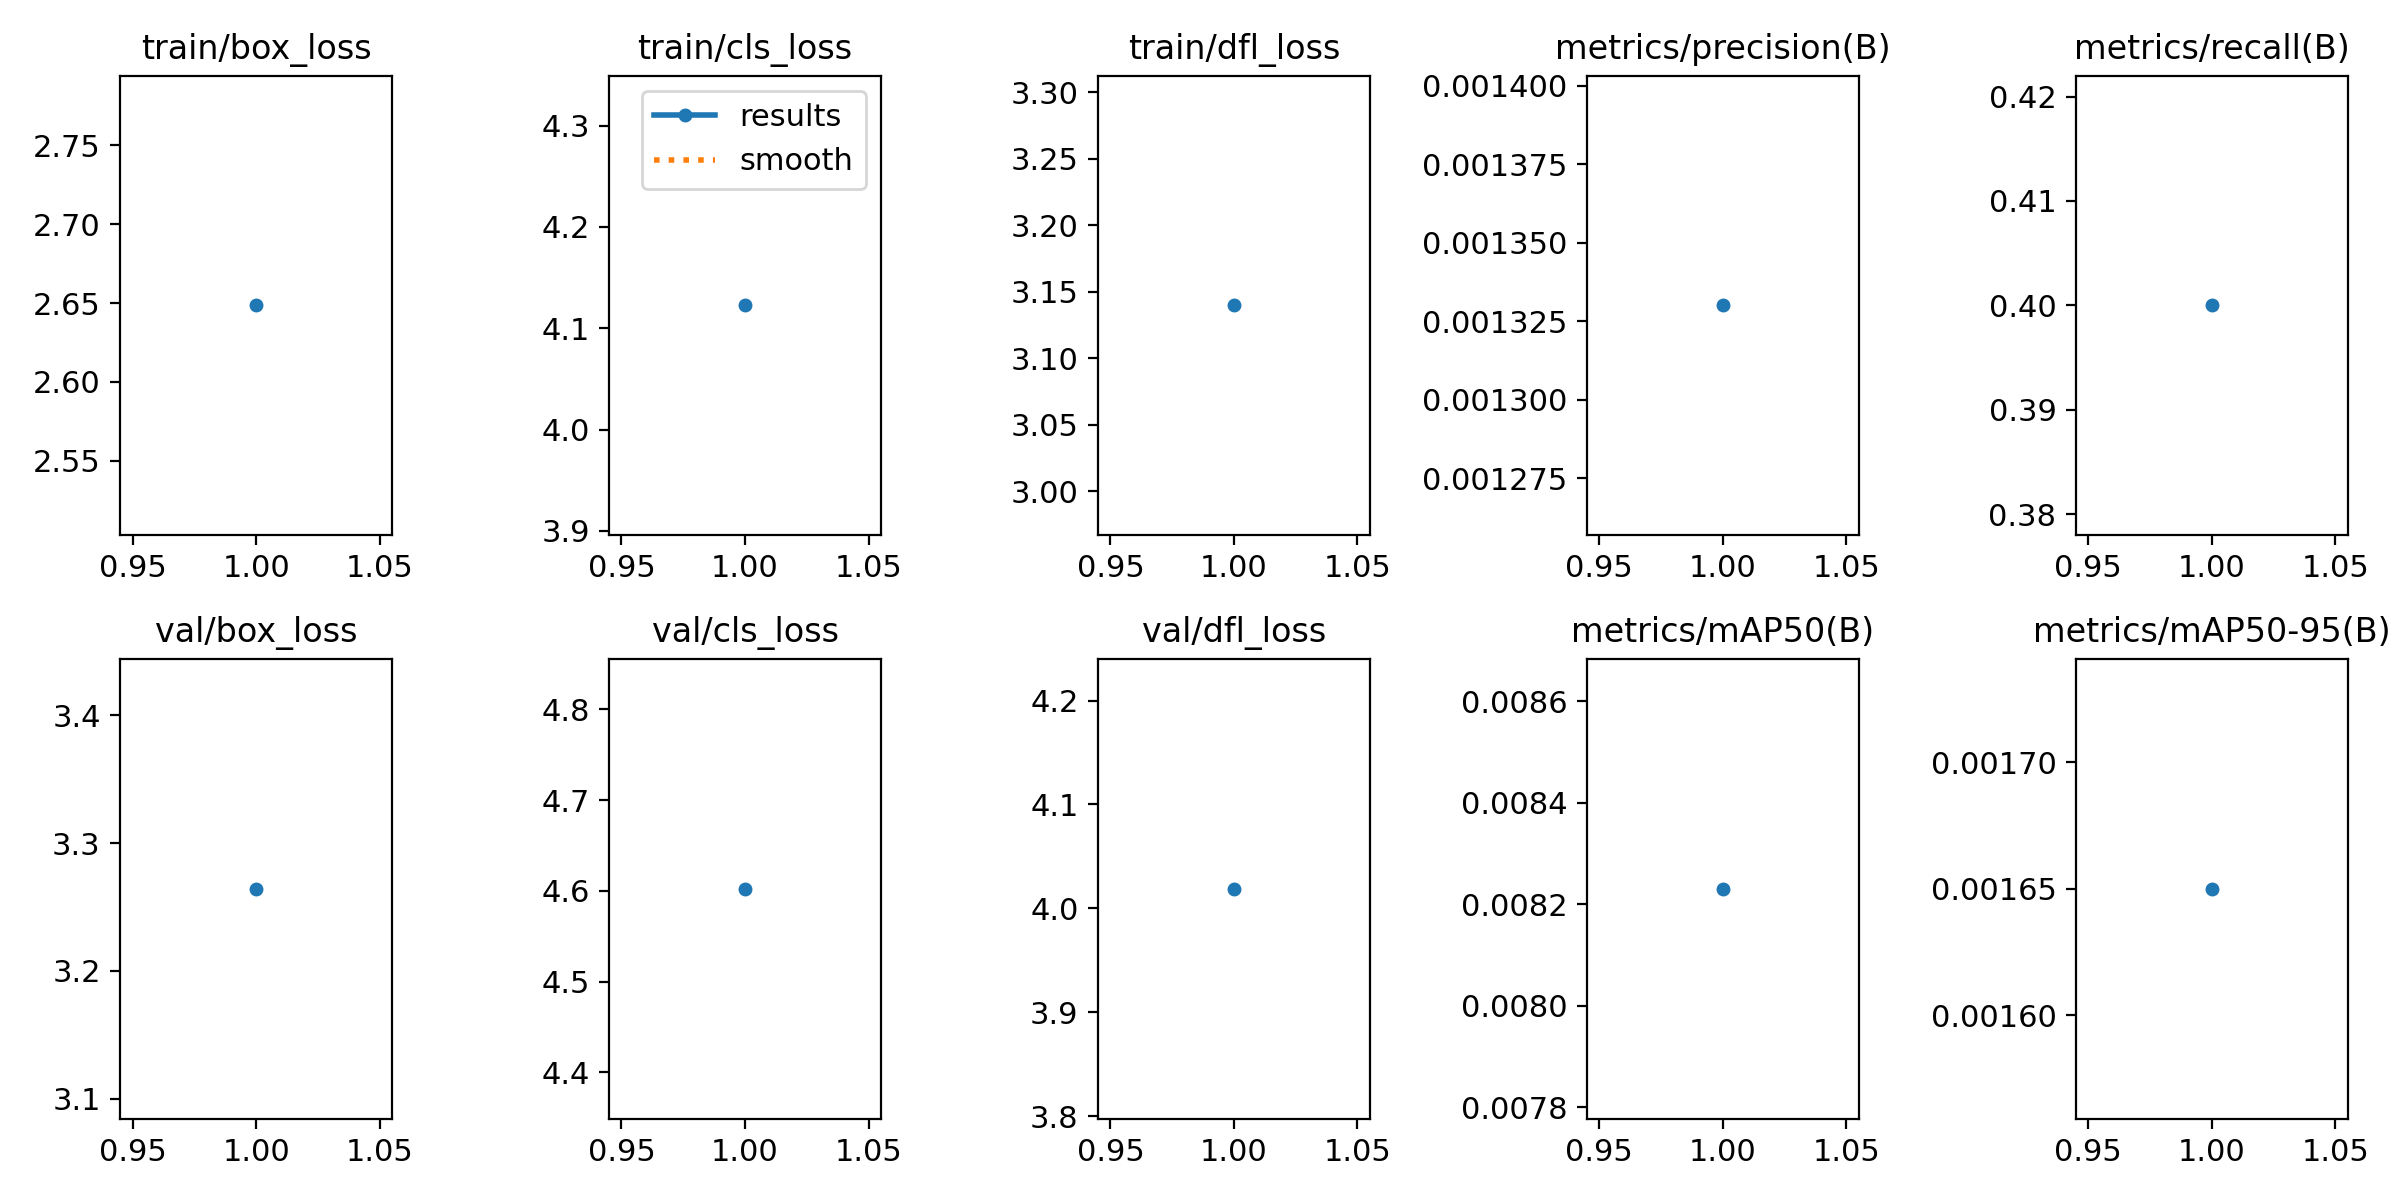 train/box_loss
2.75
2.70
2.65
2.60
2.55
0.95 1.00 1.05
train/cls_loss
results
smooth
4.3
4.2
4.1
4.0
3.9
0.95 1.00 1.05
train/dfl_loss
3.30
3.25
3.20
3.15
3.10
3.05
3.00
0.95 1.00 1.05
metrics/precision(B)
0.001400
0.001375
0.001350
0.001325
0.001300
0.001275
0.95 1.00 1.05
metrics/recall(B)
0.42
0.41
0.40
0.39
0.38
0.95 1.00 1.05
val/box_loss
3.4
3.3
3.2
3.1
0.95 1.00 1.05
val/cls_loss
4.8
4.7
4.6
4.5
4.4
0.95 1.00 1.05
val/dfl_loss
4.2
4.1
4.0
3.9
3.8
0.95 1.00 1.05
metrics/mAP50(B)
0.0086
0.0084
0.0082
0.0080
0.0078
0.95 1.00 1.05
metrics/mAP50-95(B)
0.00170
0.00165
0.00160
0.95 1.00 1.05